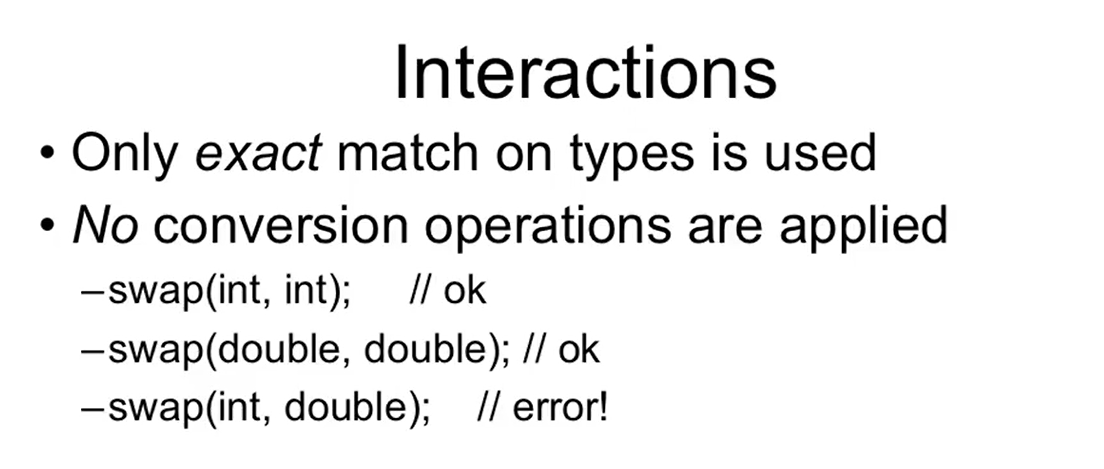 Interactions
• Only exact match on types is used
• No conversion operations are applied
–swap(int, int); // ok
–swap(double, double); // ok
–swap(int, double); // error!